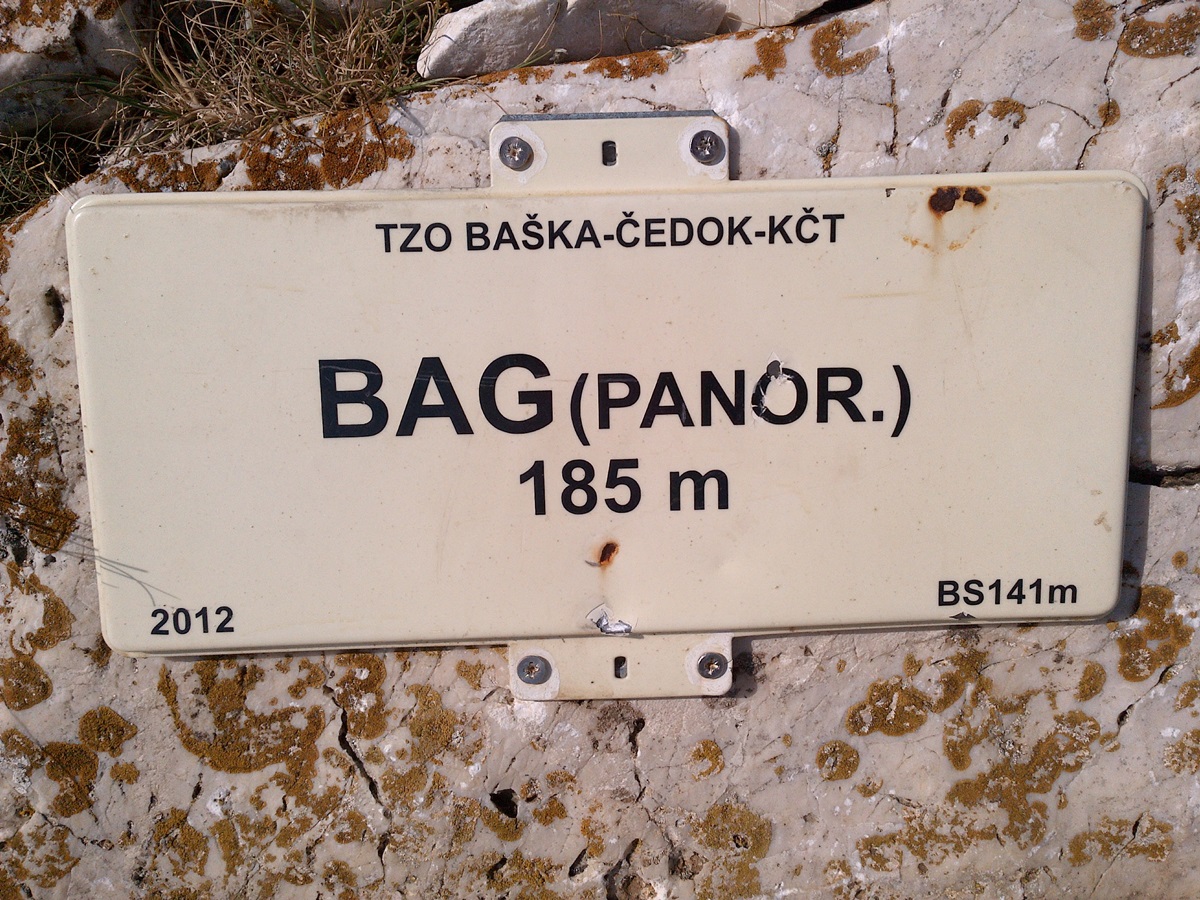 TZO BAŠKA-ČEDOK-KČT
BAG (PANOR.)
185 m
2012 BS141m